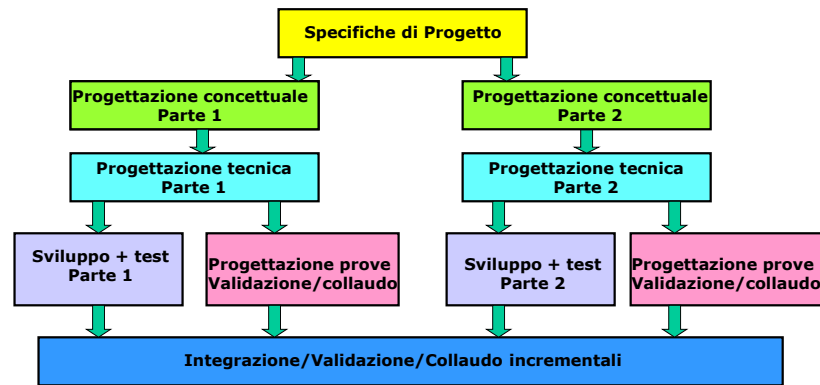 Specifiche di Progetto
Progettazione concettuale
Parte 1
Progettazione concettuale
Parte 2
Progettazione tecnica
Parte 1
Progettazione tecnica
Parte 2
Sviluppo + test
Parte 1
Progettazione prove
Validazione/collaudo
Sviluppo + test
Parte 2
Progettazione prove
Validazione/collaudo
Integrazione/Validazione/Collaudo incrementali